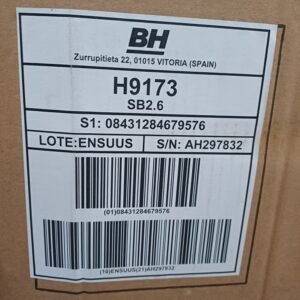 BH
Zurrupitieta 22, 01015 VITORIA (SPAIN)
H9173
SB2.6
S1: 08431284679576
LOTE:ENSUUS S/N: AH297832
(01)08431284679576
(10)ENSUUS(21)AH297832